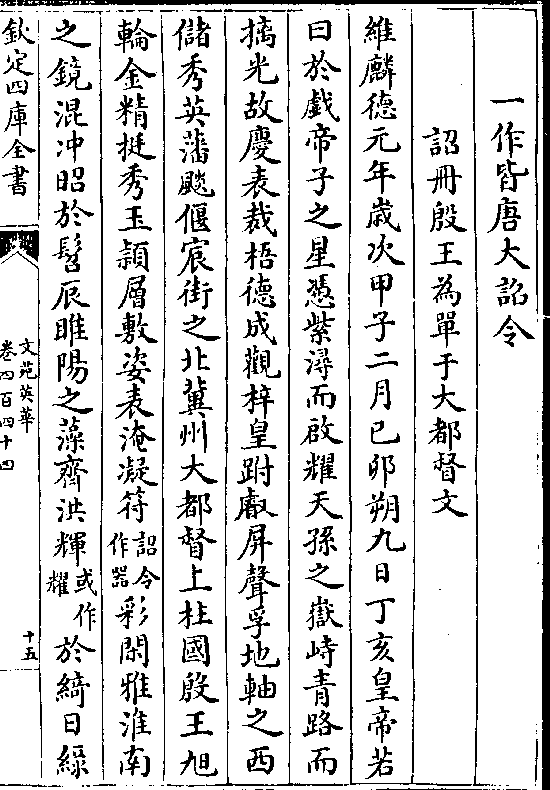 一作皆唐大詔令
詔冊殷王為單于大都督文
維麟德元年歲次甲子二月巳卯朔九日丁亥皇帝若
曰於戲帝子之星憑紫潯而啟耀天孫之嶽峙青路而
摛光故慶表裁梧德成觀梓皇跗㕡屏聲孚地軸之西
儲秀英藩颷偃宸街之北冀州大都督上柱國殷王旭
輪金精挺秀玉頴層敷姿表淹凝符詔令作器彩閑雅淮南
之鏡混沖昭於髫辰睢陽之藻齊洪輝或作耀於綺日緑
欽定四庫全書
文苑英華
卷四百四十四
十五